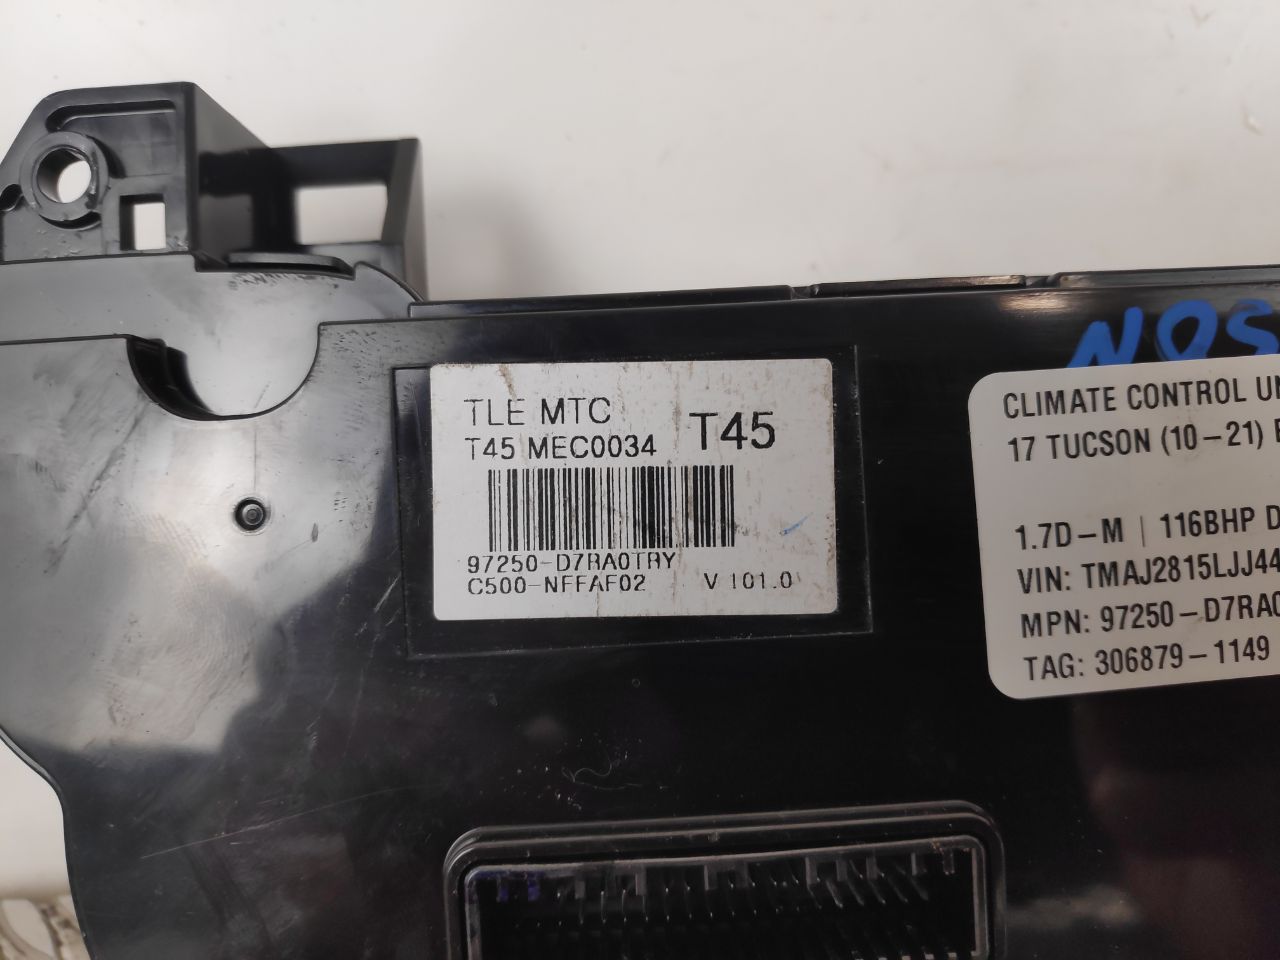 TLE MTC
T45 MEC0034 T45
97250-D7RA0TRY
C500-NFFAF02 V 101.0
CLIMATE CONTROL
17 TUCSON (10-21)
1.7D-M | 116BHP
VIN: TMAJ2815LJJ44
MPN: 97250-D7RA0
TAG: 306879-1149